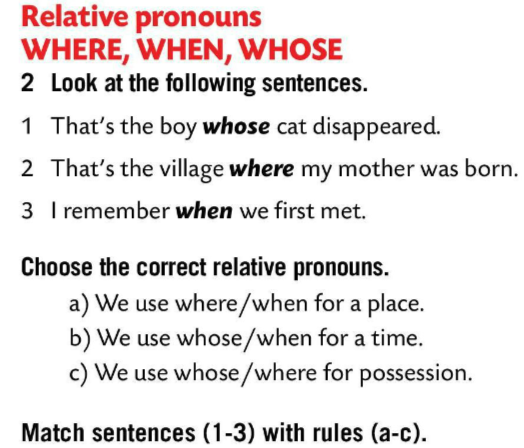 Relative pronouns
WHERE, WHEN, WHOSE
2 Look at the following sentences.
1 That's the boy whose cat disappeared.
2 That's the village where my mother was born.
3 I remember when we first met.
Choose the correct relative pronouns.
a) We use where/when for a place.
b) We use whose/when for a time.
c) We use whose/where for possession.
Match sentences (1-3) with rules (a-c).